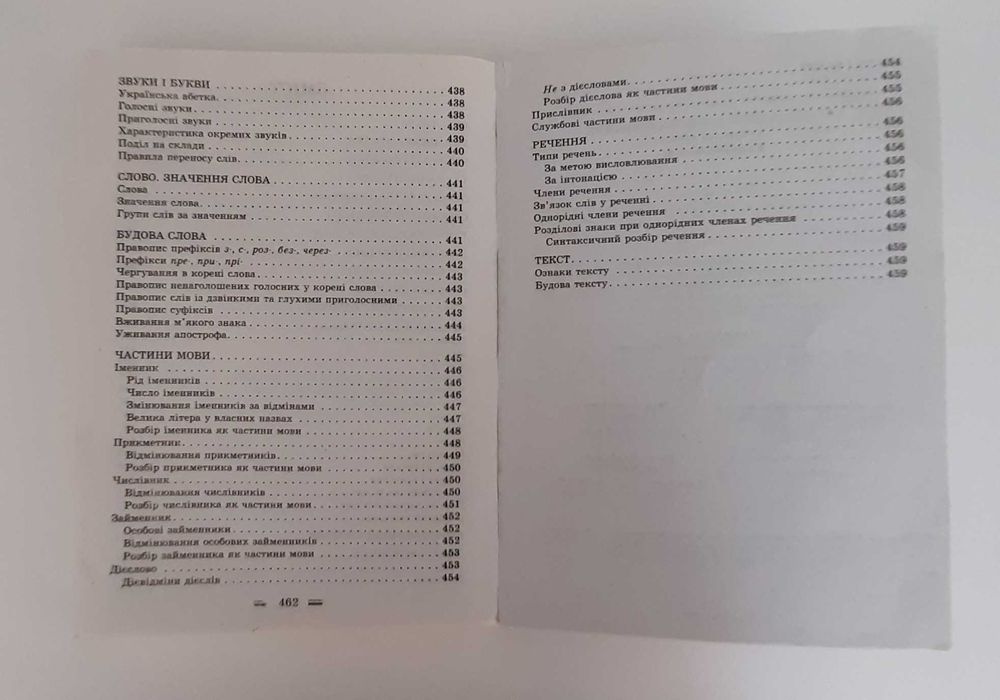 ЗВУКИ І БУКВИ . . . . . 438
Українська абетка. . . . . 438
Голосні звуки. . . . . 438
Приголосні звуки . . . . . 439
Характеристика окремих звуків . . . . . 439
Поділ на склади . . . . . 440
Правила переносу слів. . . . . 440
СЛОВО. ЗНАЧЕННЯ СЛОВА . . . . . 441
Слова . . . . . 441
Значення слова. . . . . 441
Групи слів за значенням . . . . . 441
БУДОВА СЛОВА . . . . . 441
Правопис префіксів з-, с-, роз-, без-, через- . . . . . 442
Префікси пре-, при-, прі- . . . . . 442
Чергування в корені слова. . . . . 443
Правопис ненаголошених голосних у корені слова . . . . . 443
Правопис слів із дзвінкими та глухими приголосними . . . . . 443
Правопис суфіксів . . . . . 443
Вживання м'якого знака . . . . . 444
Уживання апострофа. . . . . 445
ЧАСТИНИ МОВИ. . . . . 445
Іменник . . . . . 446
Рід іменників . . . . . 446
Число іменників . . . . . 446
Змінювання іменників за відмінами . . . . . 447
Велика літера у власних назвах . . . . . 447
Розбір іменника як частини мови . . . . . 448
Прикметник. . . . . 448
Відмінювання прикметників. . . . . 449
Розбір прикметника як частини мови . . . . . 450
Числівник . . . . . 450
Відмінювання числівників . . . . . 450
Розбір числівника як частини мови. . . . . 451
Займенник. . . . . 452
Особові займенники. . . . . 452
Відмінювання особових займенників . . . . . 452
Розбір займенника як частини мови . . . . . 453
Дієслово . . . . . 453
Дієвідміни дієслів . . . . . 454
462
Не з дієсловами. . . . . 454
Розбір дієслова як частини мови . . . . . 455
Прислівник . . . . . 455
Службові частини мови . . . . . 456
РЕЧЕННЯ . . . . . 456
Типи речень. . . . . 456
За метою висловлювання . . . . . 456
За інтонацією . . . . . 456
Члени речення . . . . . 457
Зв'язок слів у реченні . . . . . 458
Однорідні члени речення . . . . . 458
Розділові знаки при однорідних членах речення . . . . . 458
Синтаксичний розбір речення . . . . . 459
ТЕКСТ. . . . . 459
Ознаки тексту . . . . . 459
Будова тексту. . . . . 459